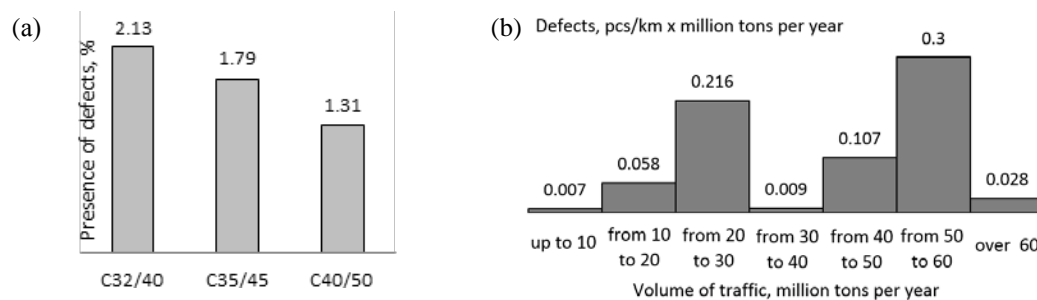 (a)
Presence of defects, %
2.13
1.79
1.31
C32/40
C35/45
C40/50
(b)
Defects, pcs/km x million tons per year
0.007
0.058
0.216
0.009
0.107
0.3
0.028
up to 10
from 10
to 20
from 20
to 30
from 30
to 40
from 40
to 50
from 50
to 60
over 60
Volume of traffic, million tons per year